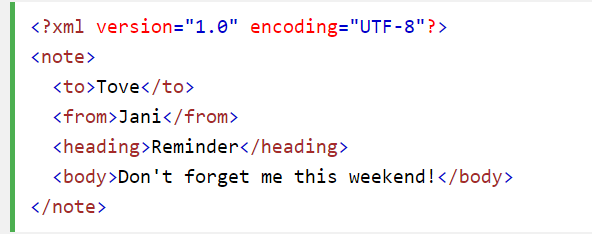 <?xml version="1.0" encoding="UTF-8"?>
<note>
  <to>Tove</to>
  <from>Jani</from>
  <heading>Reminder</heading>
  <body>Don't forget me this weekend!</body>
</note>